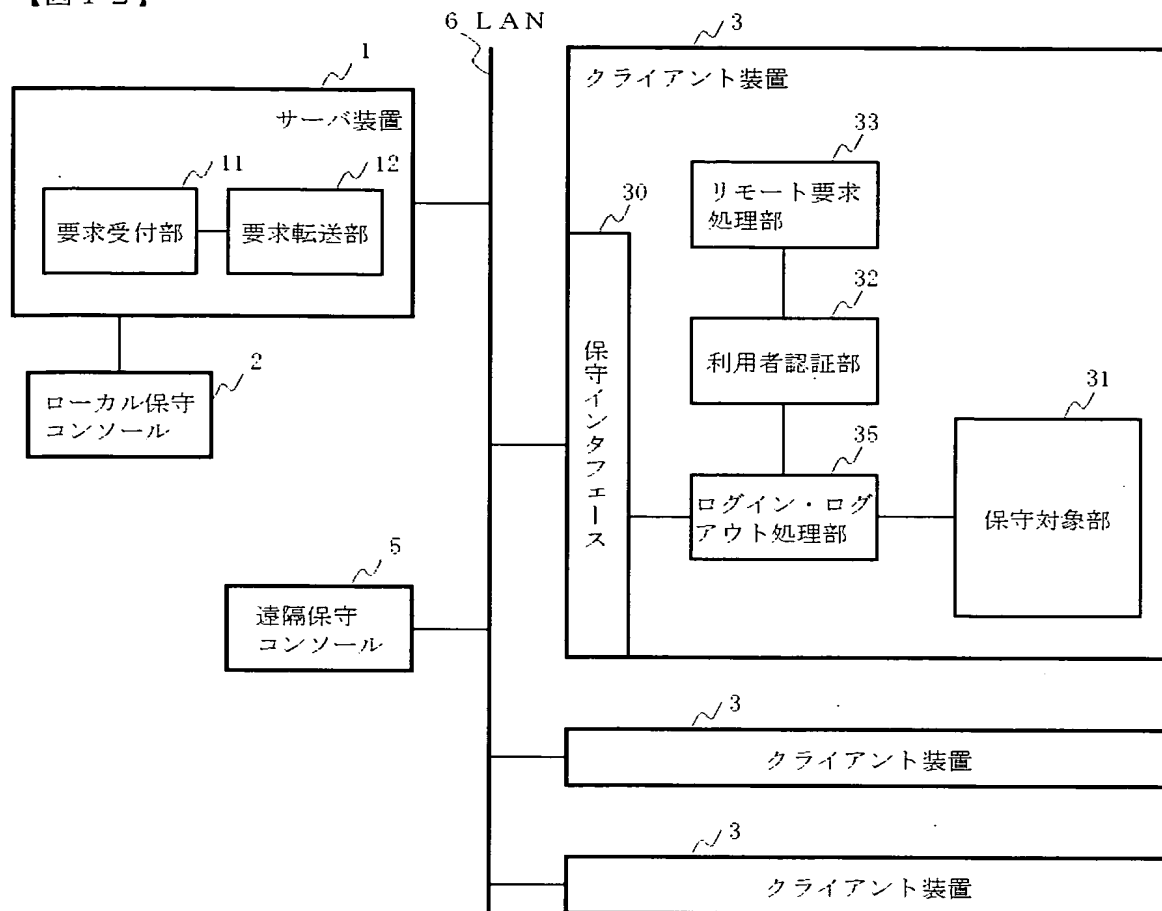 6 LAN
1
サーバ装置
11
12
要求受付部
要求転送部
2
ローカル保守
コンソール
5
遠隔保守
コンソール
3
クライアント装置
30
保守インタフェース
33
リモート要求
処理部
32
利用者認証部
35
ログイン・ログ
アウト処理部
31
保守対象部
3
クライアント装置
3
クライアント装置